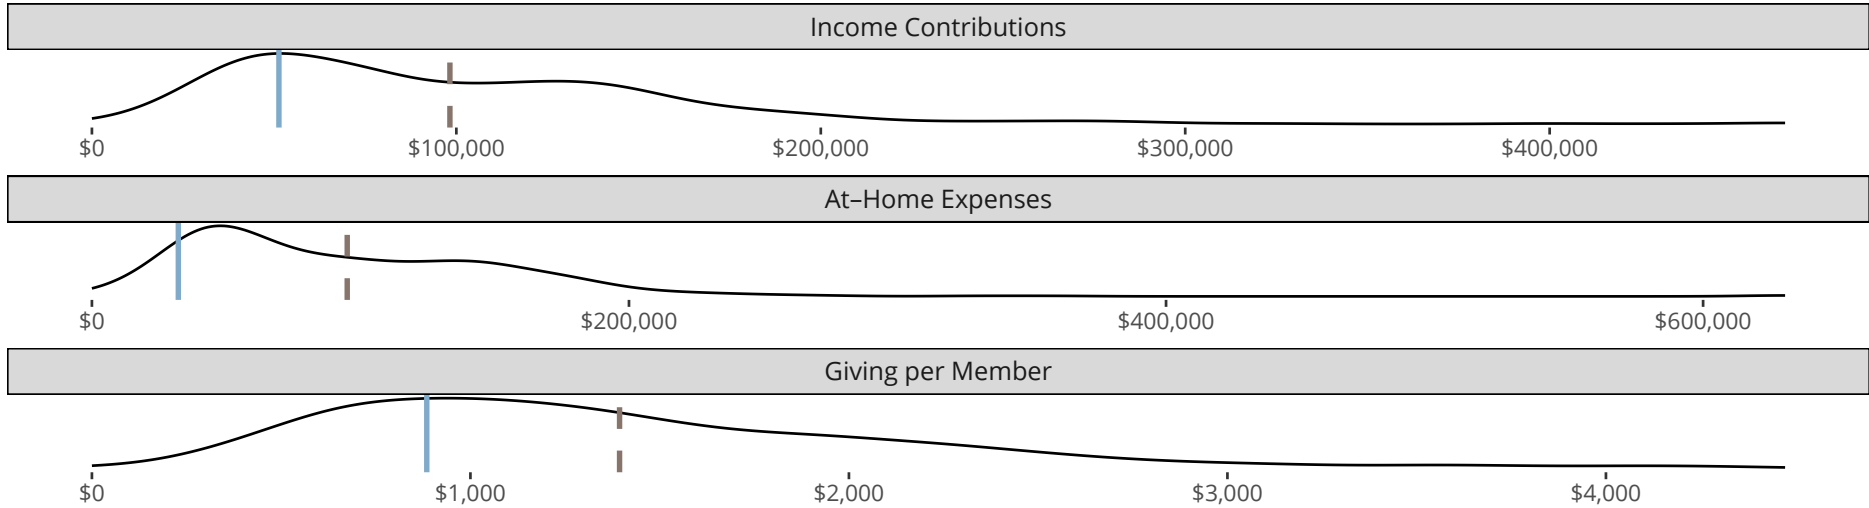 Income Contributions
$0 $100,000 $200,000 $300,000 $400,000
At–Home Expenses
$0 $200,000 $400,000 $600,000
Giving per Member
$0 $1,000 $2,000 $3,000 $4,000